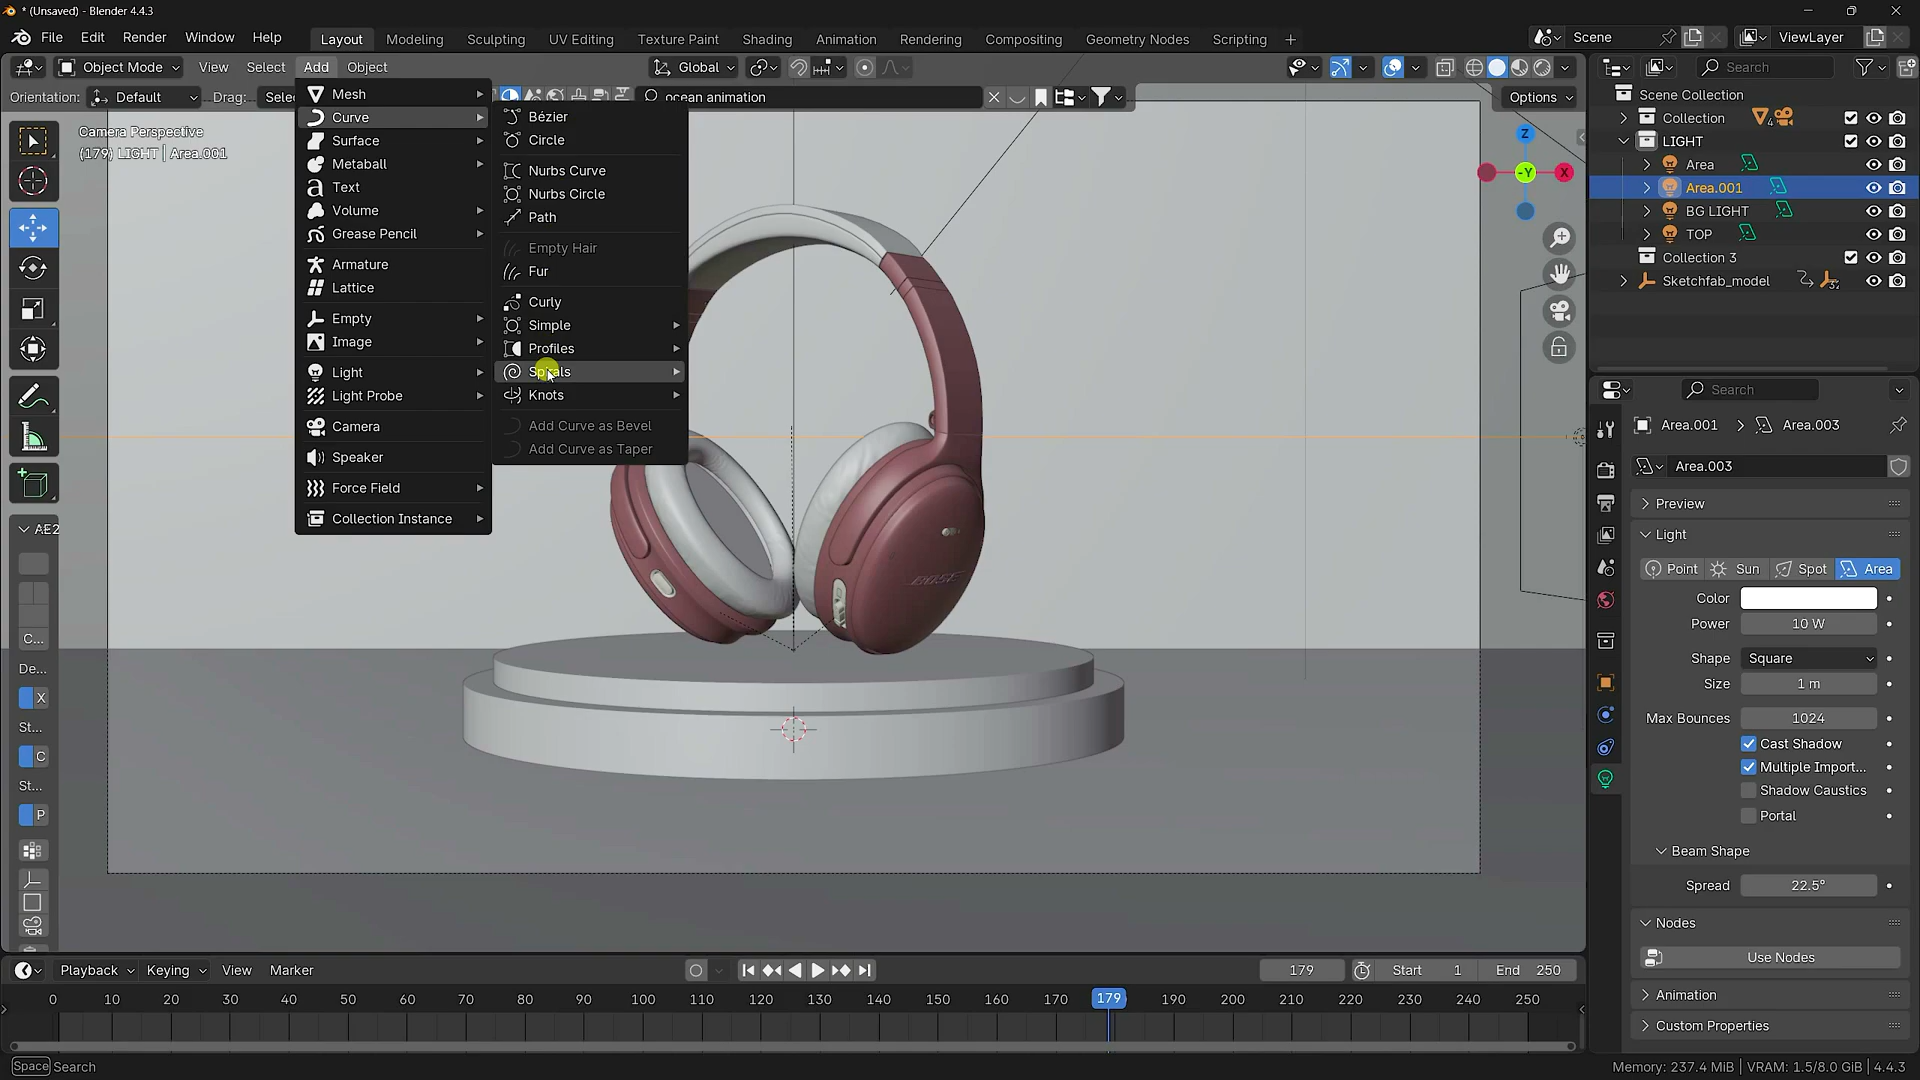 * (Unsaved) - Blender 4.4.3
File Edit Render Window Help
Layout Modeling Sculpting UV Editing Texture Paint Shading Animation Rendering Compositing Geometry Nodes Scripting +
Scene
ViewLayer
Object Mode View Select Add Object
Global
Search
Orientation: Default Drag: Selec
ocean animation
Options
Camera Perspective
(179) LIGHT | Area.001
Mesh
Curve
Surface
Metaball
Text
Volume
Grease Pencil
Armature
Lattice
Empty
Image
Light
Light Probe
Camera
Speaker
Force Field
Collection Instance
Bézier
Circle
Nurbs Curve
Nurbs Circle
Path
Empty Hair
Fur
Curly
Simple
Profiles
Spirals
Knots
Add Curve as Bevel
Add Curve as Taper
Z
-Y
X
BOSE
AE2
C...
De...
X
St...
C
St...
P
Scene Collection
Collection
4
LIGHT
Area
Area.001
BG LIGHT
TOP
Collection 3
Sketchfab_model
Search
Area.001 > Area.003
Area.003
Preview
Light
Point Sun Spot Area
Color
Power 10 W
Shape Square
Size 1 m
Max Bounces 1024
Cast Shadow
Multiple Import...
Shadow Caustics
Portal
Beam Shape
Spread 22.5°
Nodes
Use Nodes
Animation
Custom Properties
Playback Keying View Marker
179 Start 1 End 250
0 10 20 30 40 50 60 70 80 90 100 110 120 130 140 150 160 170 179 190 200 210 220 230 240 250
Space Search
Memory: 237.4 MiB | VRAM: 1.5/8.0 GiB | 4.4.3